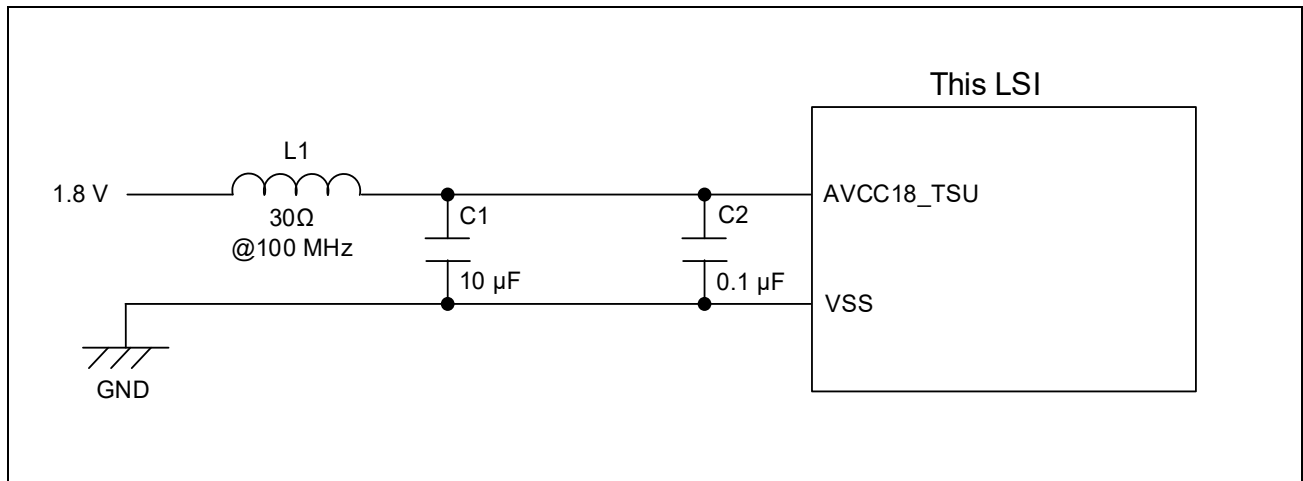 This LSI
L1
1.8 V
30Ω
@100 MHz
C1
10 µF
C2
0.1 µF
AVCC18_TSU
VSS
GND